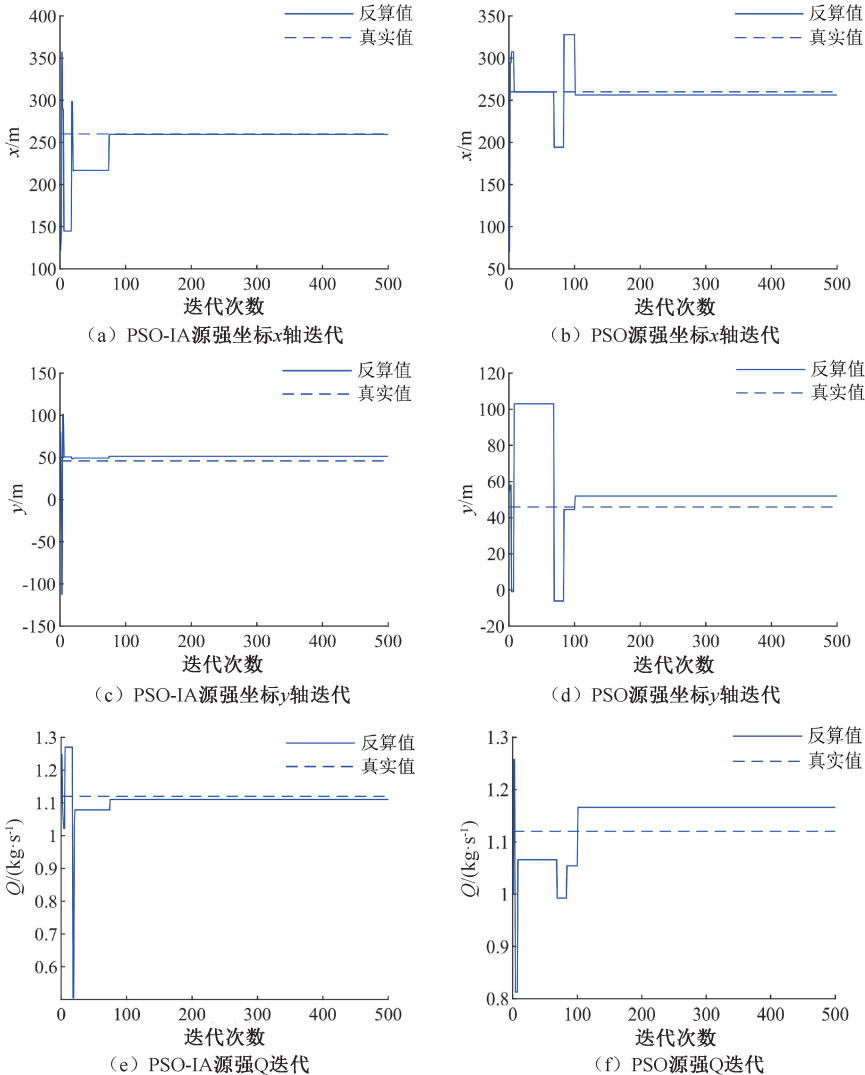 反算值
真实值
400
350
300
250
200
150
100
x/m
0
100
200
300
400
500
迭代次数
（a）PSO-IA源强坐标x轴迭代
反算值
真实值
350
300
250
200
150
100
50
x/m
0
100
200
300
400
500
迭代次数
（b）PSO源强坐标x轴迭代
反算值
真实值
150
100
50
0
-50
-100
-150
y/m
0
100
200
300
400
500
迭代次数
（c）PSO-IA源强坐标y轴迭代
反算值
真实值
120
100
80
60
40
20
0
-20
y/m
0
100
200
300
400
500
迭代次数
（d）PSO源强坐标y轴迭代
反算值
真实值
1.3
1.2
1.1
1
0.9
0.8
0.7
0.6
Q/(kg·s⁻¹)
0
100
200
300
400
500
迭代次数
（e）PSO-IA源强Q迭代
反算值
真实值
1.3
1.2
1.1
1
0.9
0.8
Q/(kg·s⁻¹)
0
100
200
300
400
500
迭代次数
（f）PSO源强Q迭代